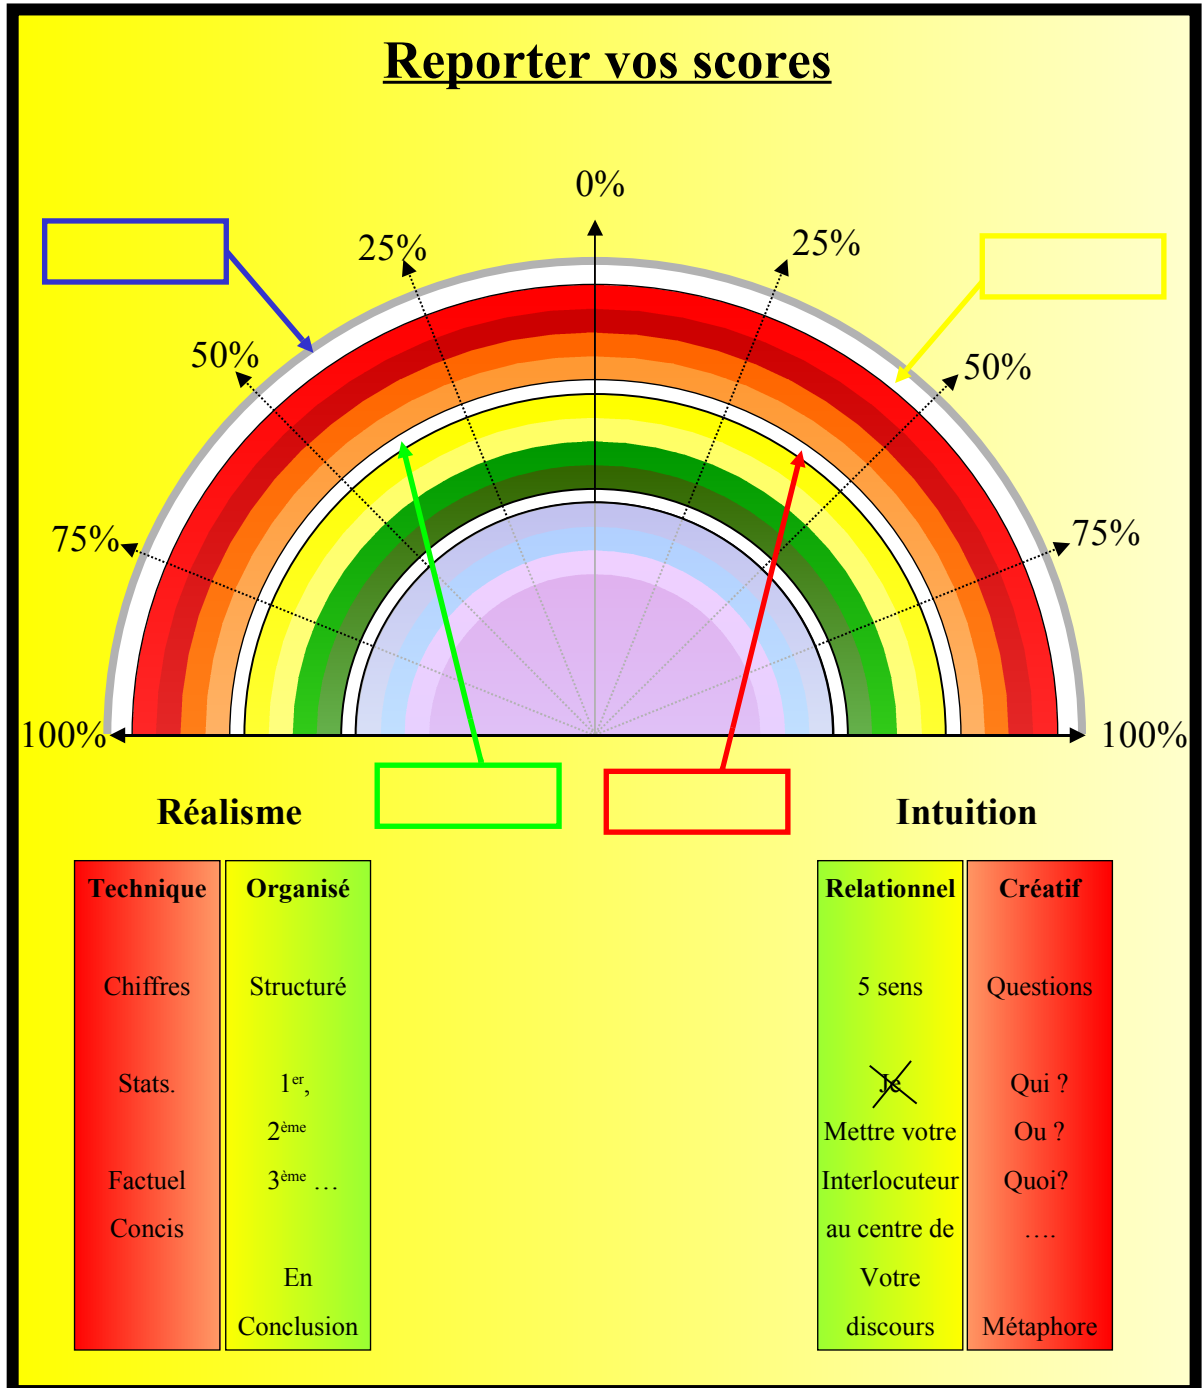 Reporter vos scores
0%
25%
25%
50%
50%
75%
75%
100%
100%
Réalisme
Intuition
Technique
Chiffres
Stats.
Factuel
Concis
Organisé
Structuré
1er,
2ème
3ème …
En
Conclusion
Relationnel
5 sens
Je
Mettre votre
Interlocuteur
au centre de
Votre
discours
Créatif
Questions
Qui ?
Ou ?
Quoi?
….
Métaphore